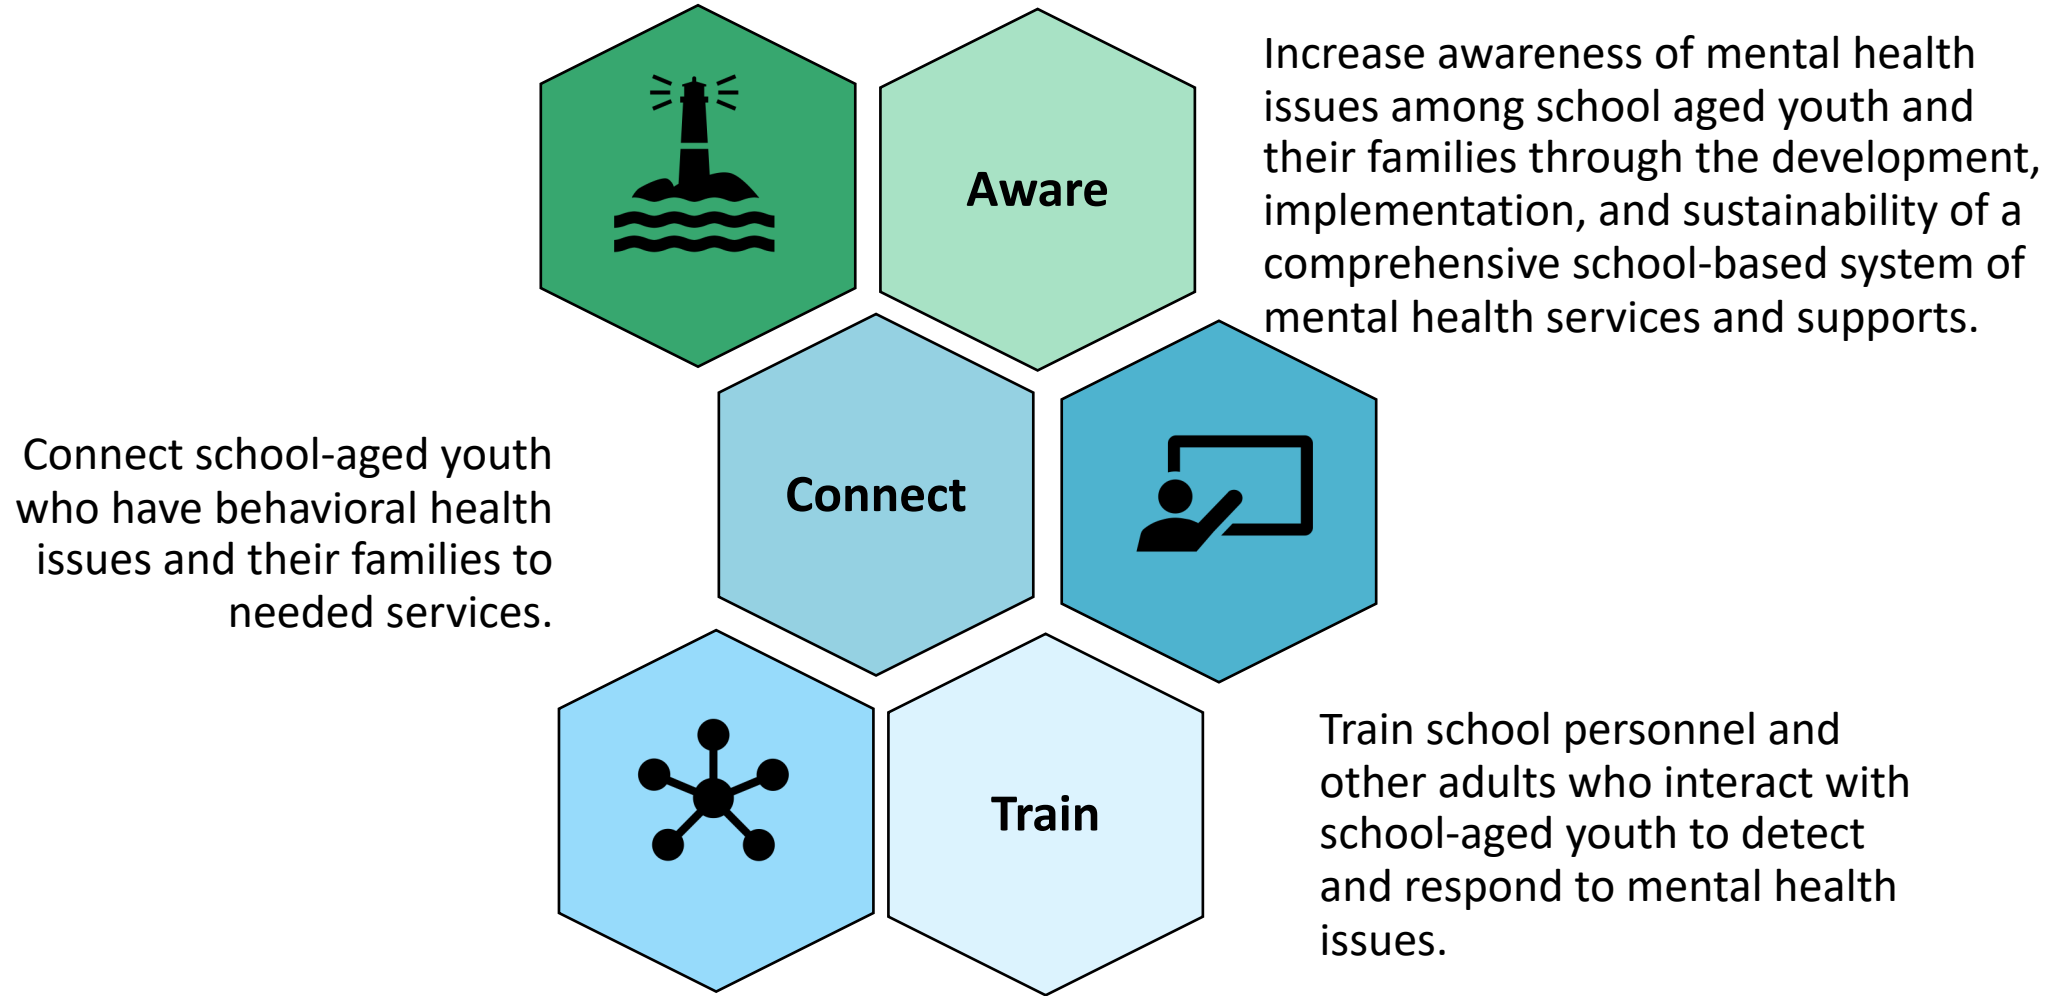 Aware
Increase awareness of mental health
issues among school aged youth and
their families through the development,
implementation, and sustainability of a
comprehensive school-based system of
mental health services and supports.
Connect
Connect school-aged youth
who have behavioral health
issues and their families to
needed services.
Train
Train school personnel and
other adults who interact with
school-aged youth to detect
and respond to mental health
issues.